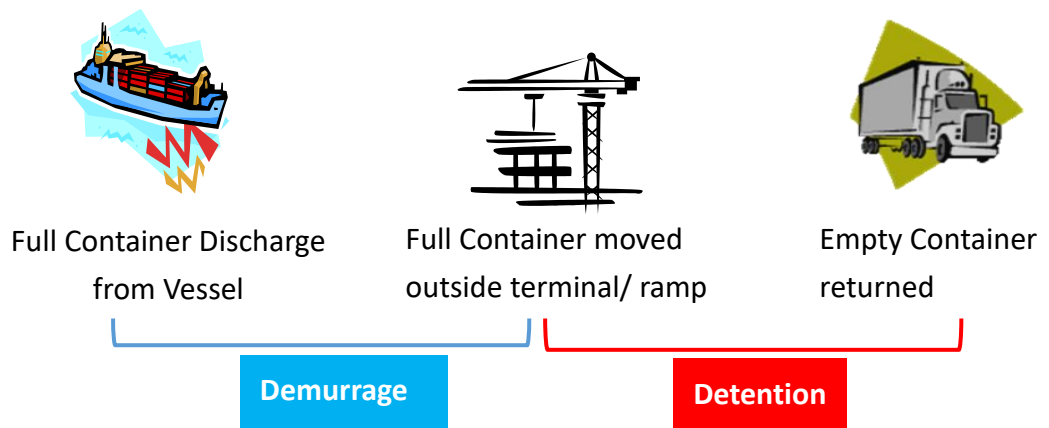 Full Container Discharge
from Vessel
Full Container moved
outside terminal/ ramp
Empty Container
returned
Demurrage
Detention